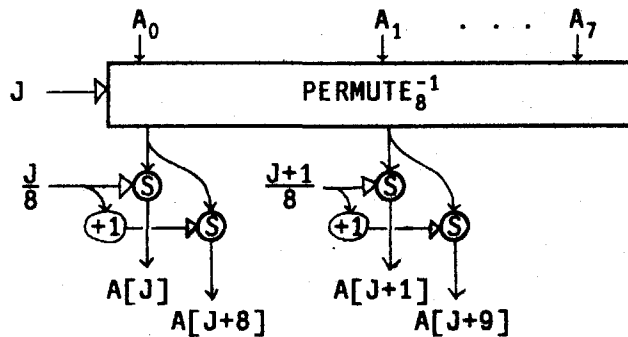 A₀ A₁ . . . A₇
J PERMUTE₈⁻¹
J/8 S J+1/8 S
+1 S +1 S
A[J] A[J+1]
A[J+8] A[J+9]